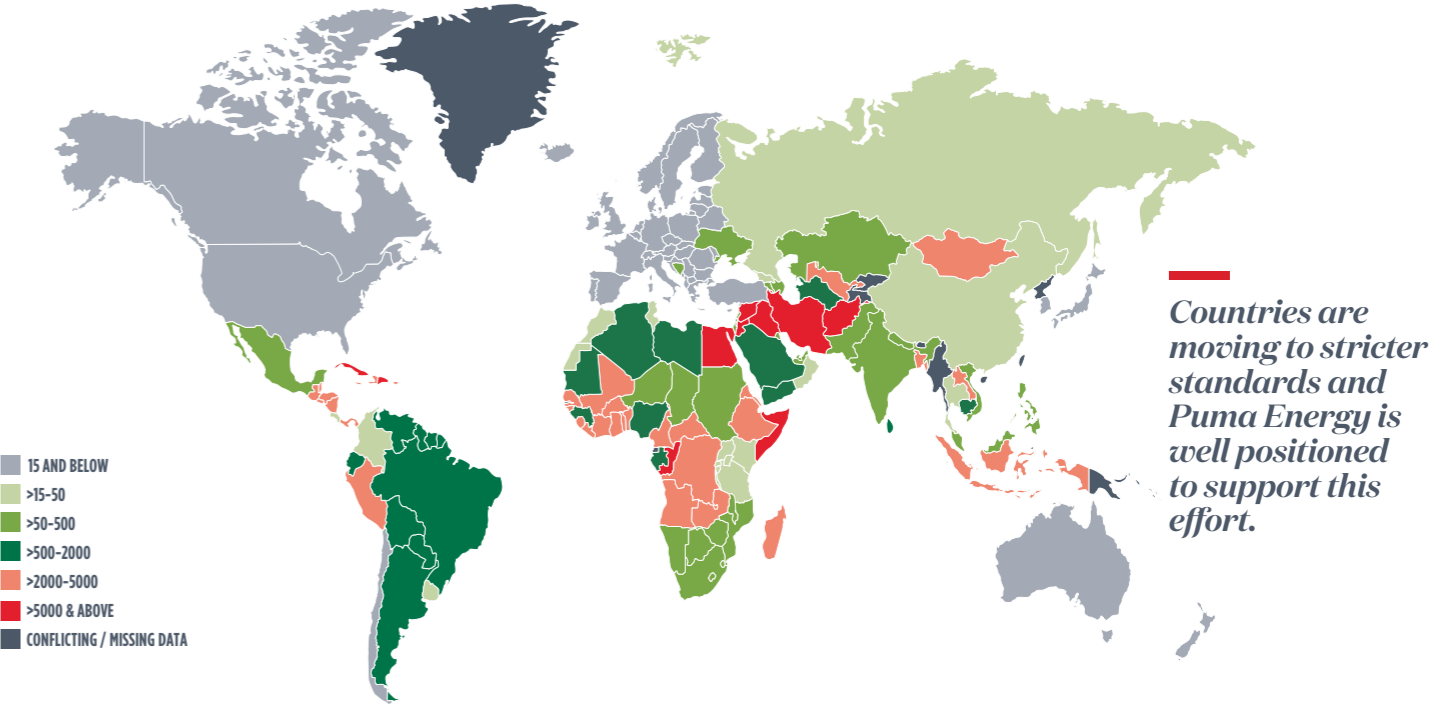 15 AND BELOW
>15-50
>50-500
>500-2000
>2000-5000
>5000 & ABOVE
CONFLICTING / MISSING DATA
Countries are
moving to stricter
standards and
Puma Energy is
well positioned
to support this
effort.